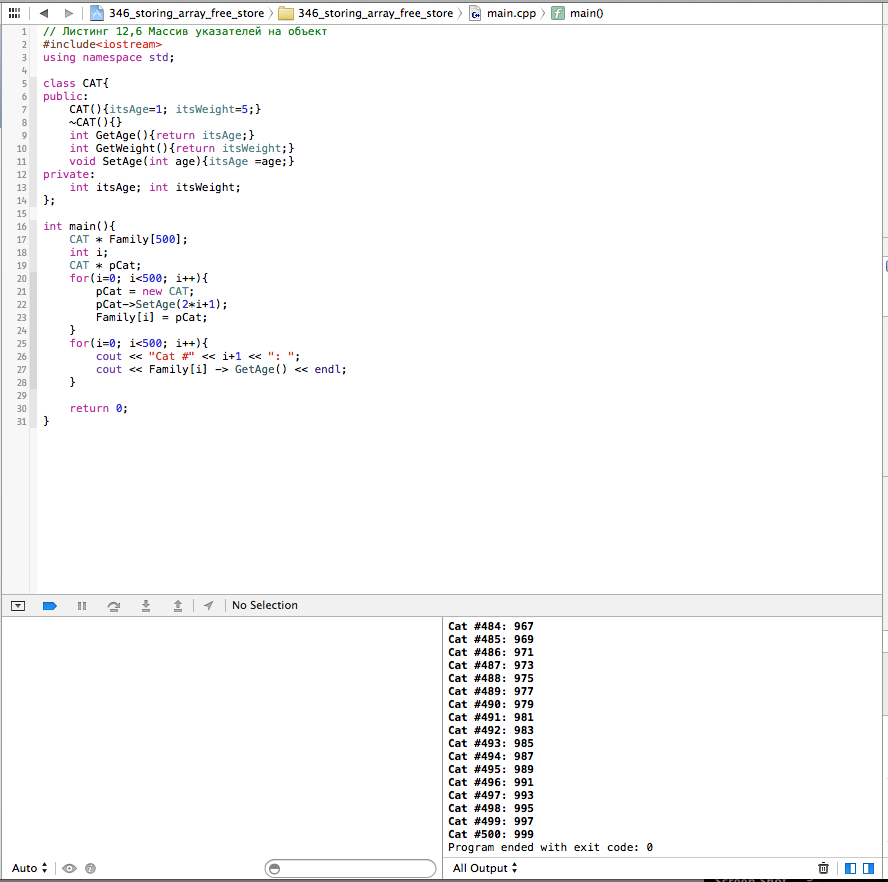 346_storing_array_free_store 346_storing_array_free_store main.cpp main()
1 // Листинг 12,6 Массив указателей на объект
2 #include<iostream>
3 using namespace std;
4
5 class CAT{
6 public:
7 CAT(){itsAge=1; itsWeight=5;}
8 ~CAT(){}
9 int GetAge(){return itsAge;}
10 int GetWeight(){return itsWeight;}
11 void SetAge(int age){itsAge =age;}
12 private:
13 int itsAge; int itsWeight;
14 };
15
16 int main(){
17 CAT * Family[500];
18 int i;
19 CAT * pCat;
20 for(i=0; i<500; i++){
21 pCat = new CAT;
22 pCat->SetAge(2*i+1);
23 Family[i] = pCat;
24 }
25 for(i=0; i<500; i++){
26 cout << "Cat #" << i+1 << ": ";
27 cout << Family[i] -> GetAge() << endl;
28 }
29
30 return 0;
31 }
No Selection
Cat #484: 967
Cat #485: 969
Cat #486: 971
Cat #487: 973
Cat #488: 975
Cat #489: 977
Cat #490: 979
Cat #491: 981
Cat #492: 983
Cat #493: 985
Cat #494: 987
Cat #495: 989
Cat #496: 991
Cat #497: 993
Cat #498: 995
Cat #499: 997
Cat #500: 999
Program ended with exit code: 0
Auto
All Output